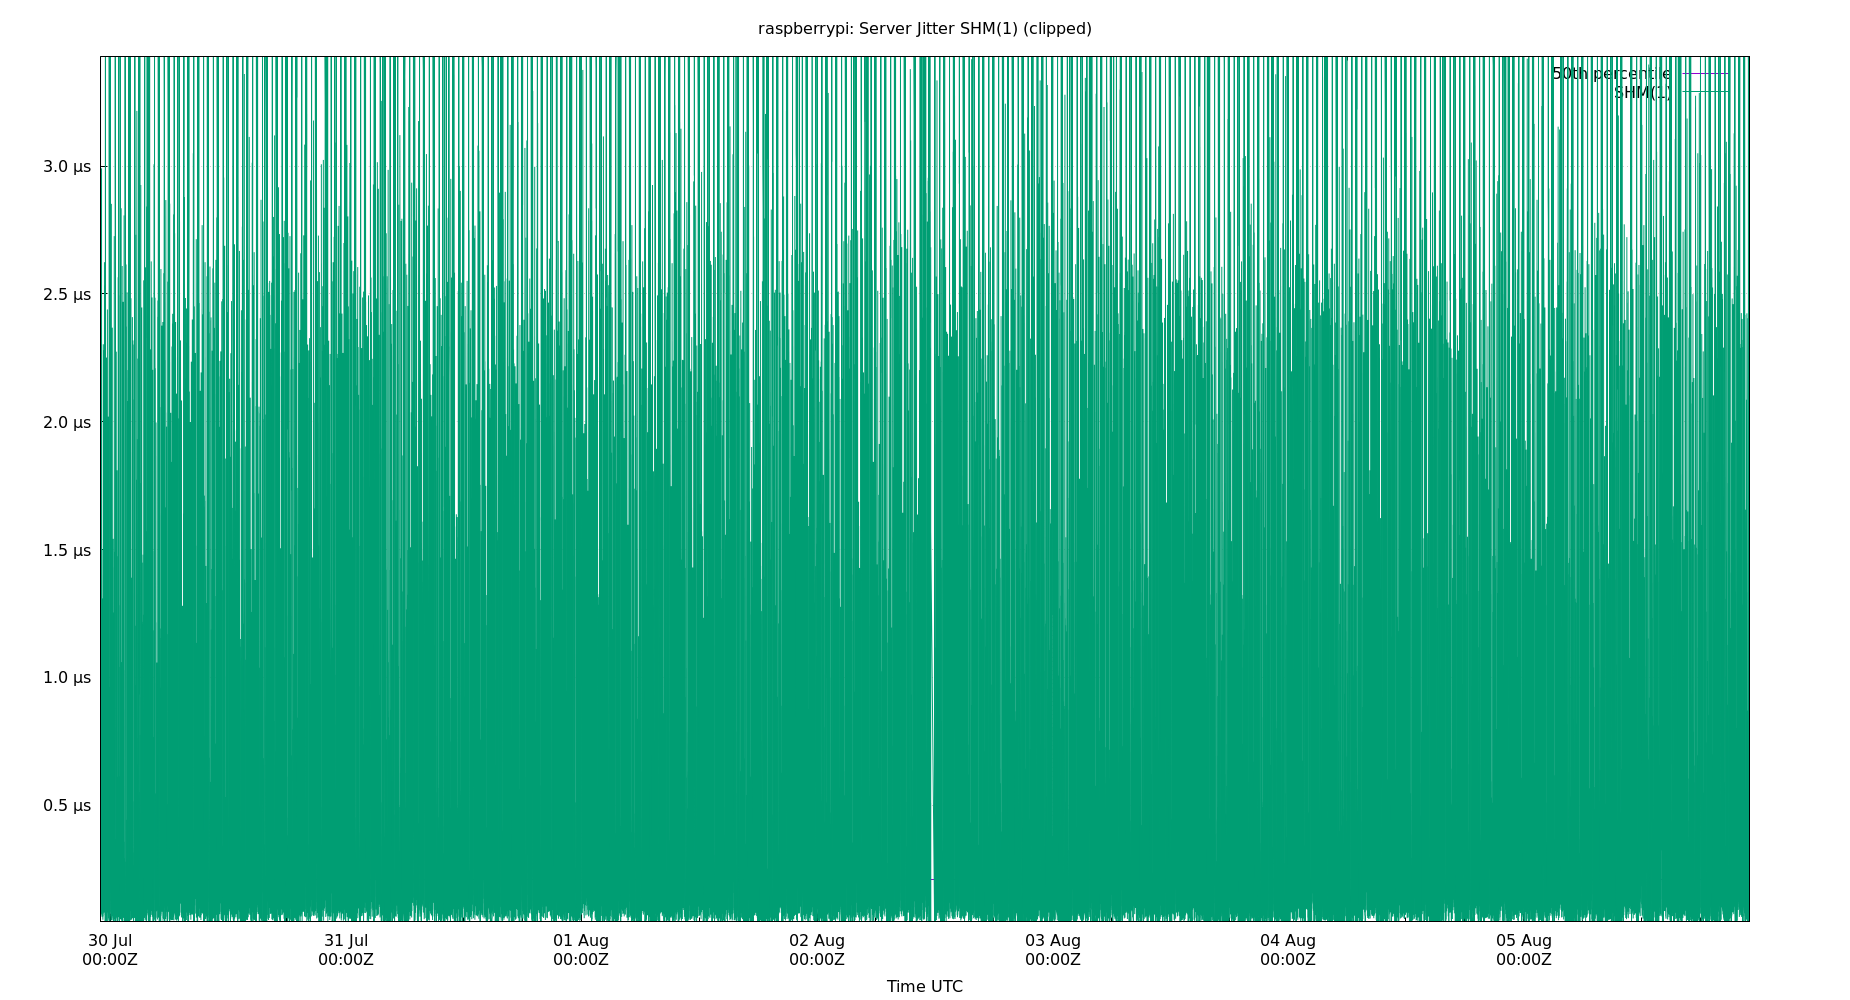 raspberrypi: Server Jitter SHM(1) (clipped)
50th percentile
SHM(1)
3.0 µs
2.5 µs
2.0 µs
1.5 µs
1.0 µs
0.5 µs
30 Jul 31 Jul 01 Aug 02 Aug 03 Aug 04 Aug 05 Aug
00:00Z 00:00Z 00:00Z 00:00Z 00:00Z 00:00Z 00:00Z
Time UTC